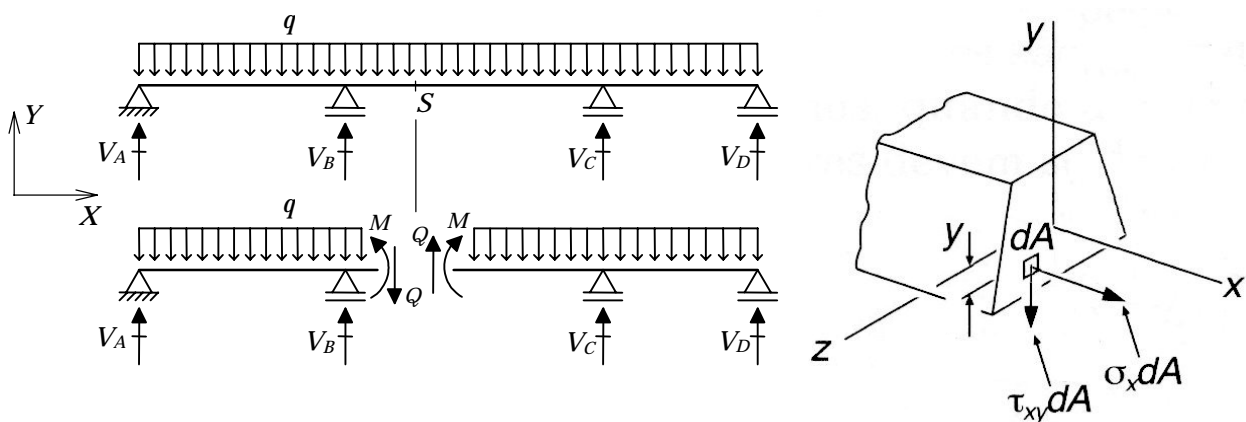 q
S
V_A V_B V_C V_D
Y
X
q
M Q M
Q
V_A V_B V_C V_D
y
y
dA
x
z
σ_x dA
τ_xy dA